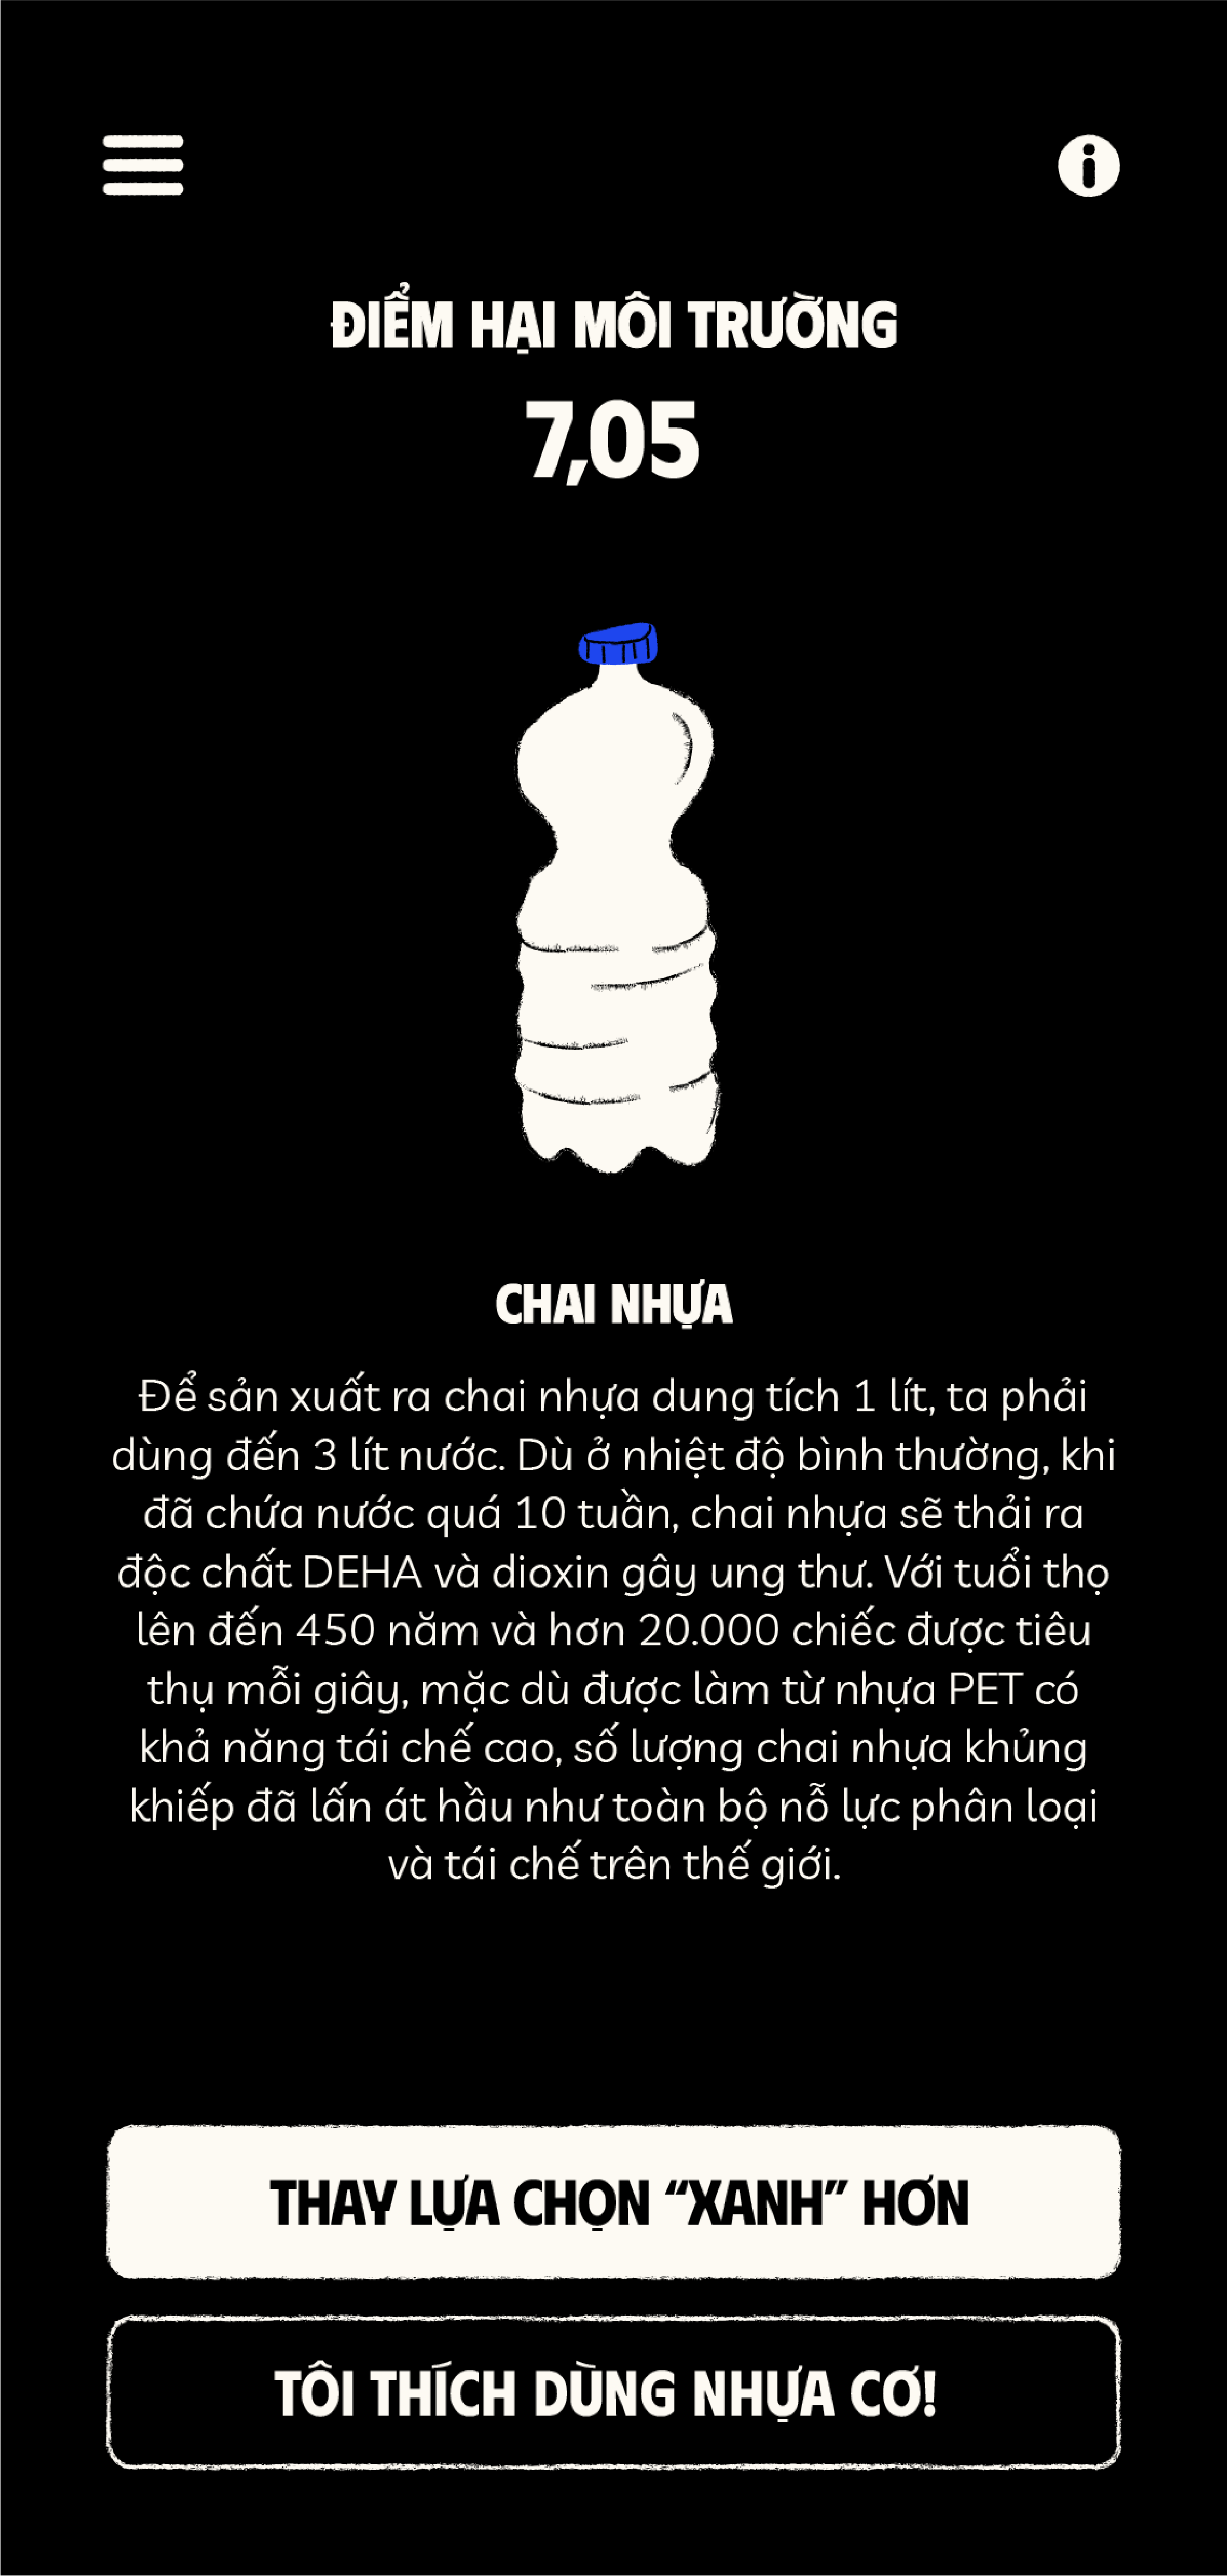 ĐIỂM HẠI MÔI TRƯỜNG
7,05
CHAI NHỰA
Để sản xuất ra chai nhựa dung tích 1 lít, ta phải
dùng đến 3 lít nước. Dù ở nhiệt độ bình thường, khi
đã chứa nước quá 10 tuần, chai nhựa sẽ thải ra
độc chất DEHA và dioxin gây ung thư. Với tuổi thọ
lên đến 450 năm và hơn 20.000 chiếc được tiêu
thụ mỗi giây, mặc dù được làm từ nhựa PET có
khả năng tái chế cao, số lượng chai nhựa khủng
khiếp đã lấn át hầu như toàn bộ nỗ lực phân loại
và tái chế trên thế giới.
THAY LỰA CHỌN “XANH” HƠN
TÔI THÍCH DÙNG NHỰA CƠ!